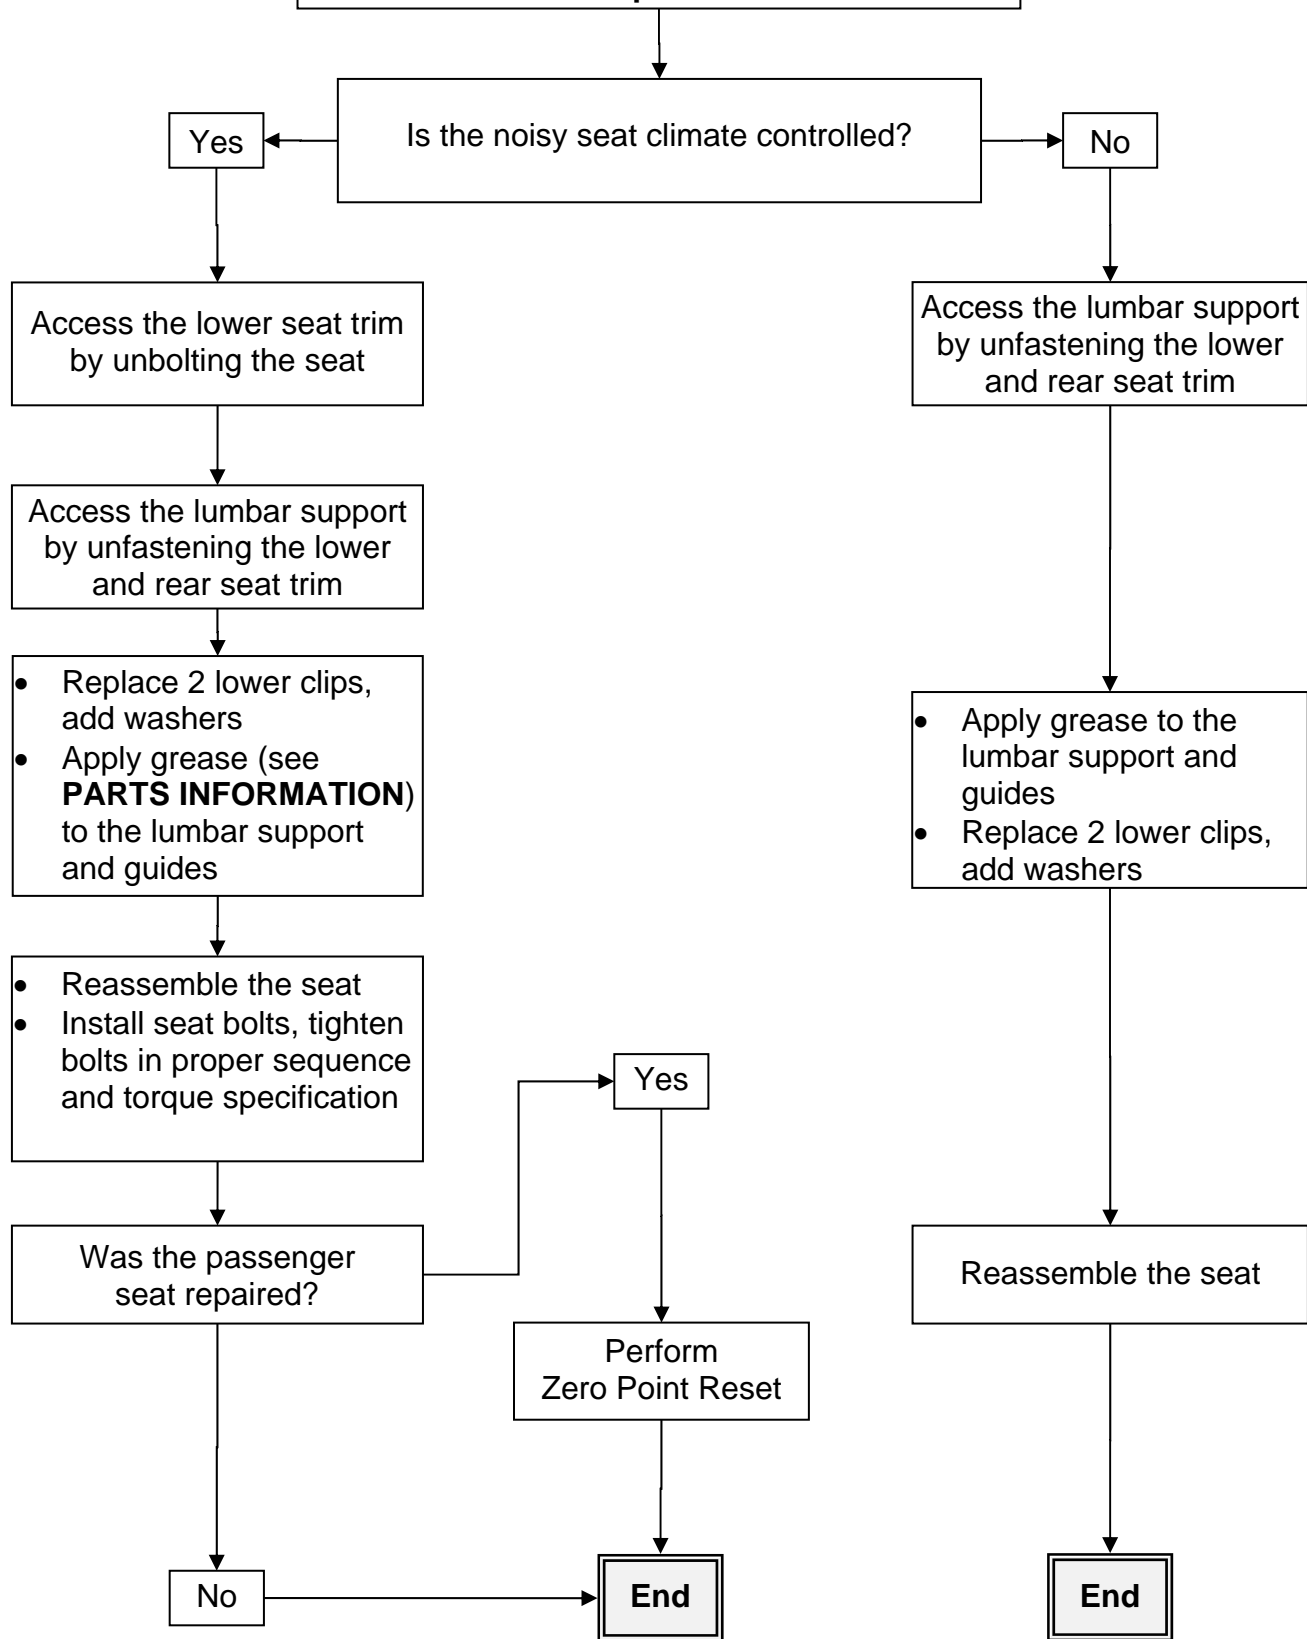 Is the noisy seat climate controlled?
Yes
No
Access the lower seat trim
by unbolting the seat
Access the lumbar support
by unfastening the lower
and rear seat trim
Access the lumbar support
by unfastening the lower
and rear seat trim
• Replace 2 lower clips,
add washers
• Apply grease (see
PARTS INFORMATION)
to the lumbar support
and guides
• Apply grease to the
lumbar support and
guides
• Replace 2 lower clips,
add washers
• Reassemble the seat
• Install seat bolts, tighten
bolts in proper sequence
and torque specification
Yes
Was the passenger
seat repaired?
Reassemble the seat
Perform
Zero Point Reset
No
End
End